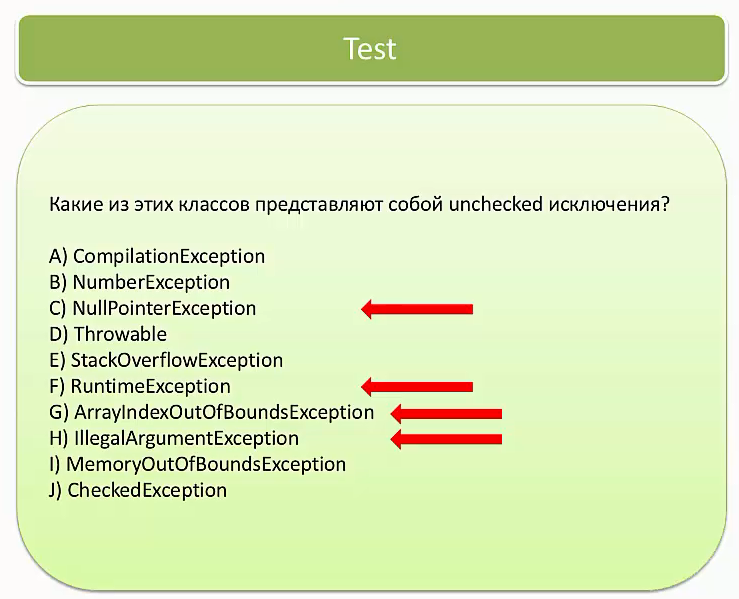 Test
Какие из этих классов представляют собой unchecked исключения?
A) CompilationException
B) NumberException
C) NullPointerException
D) Throwable
E) StackOverflowException
F) RuntimeException
G) ArrayIndexOutOfBoundsException
H) IllegalArgumentException
I) MemoryOutOfBoundsException
J) CheckedException